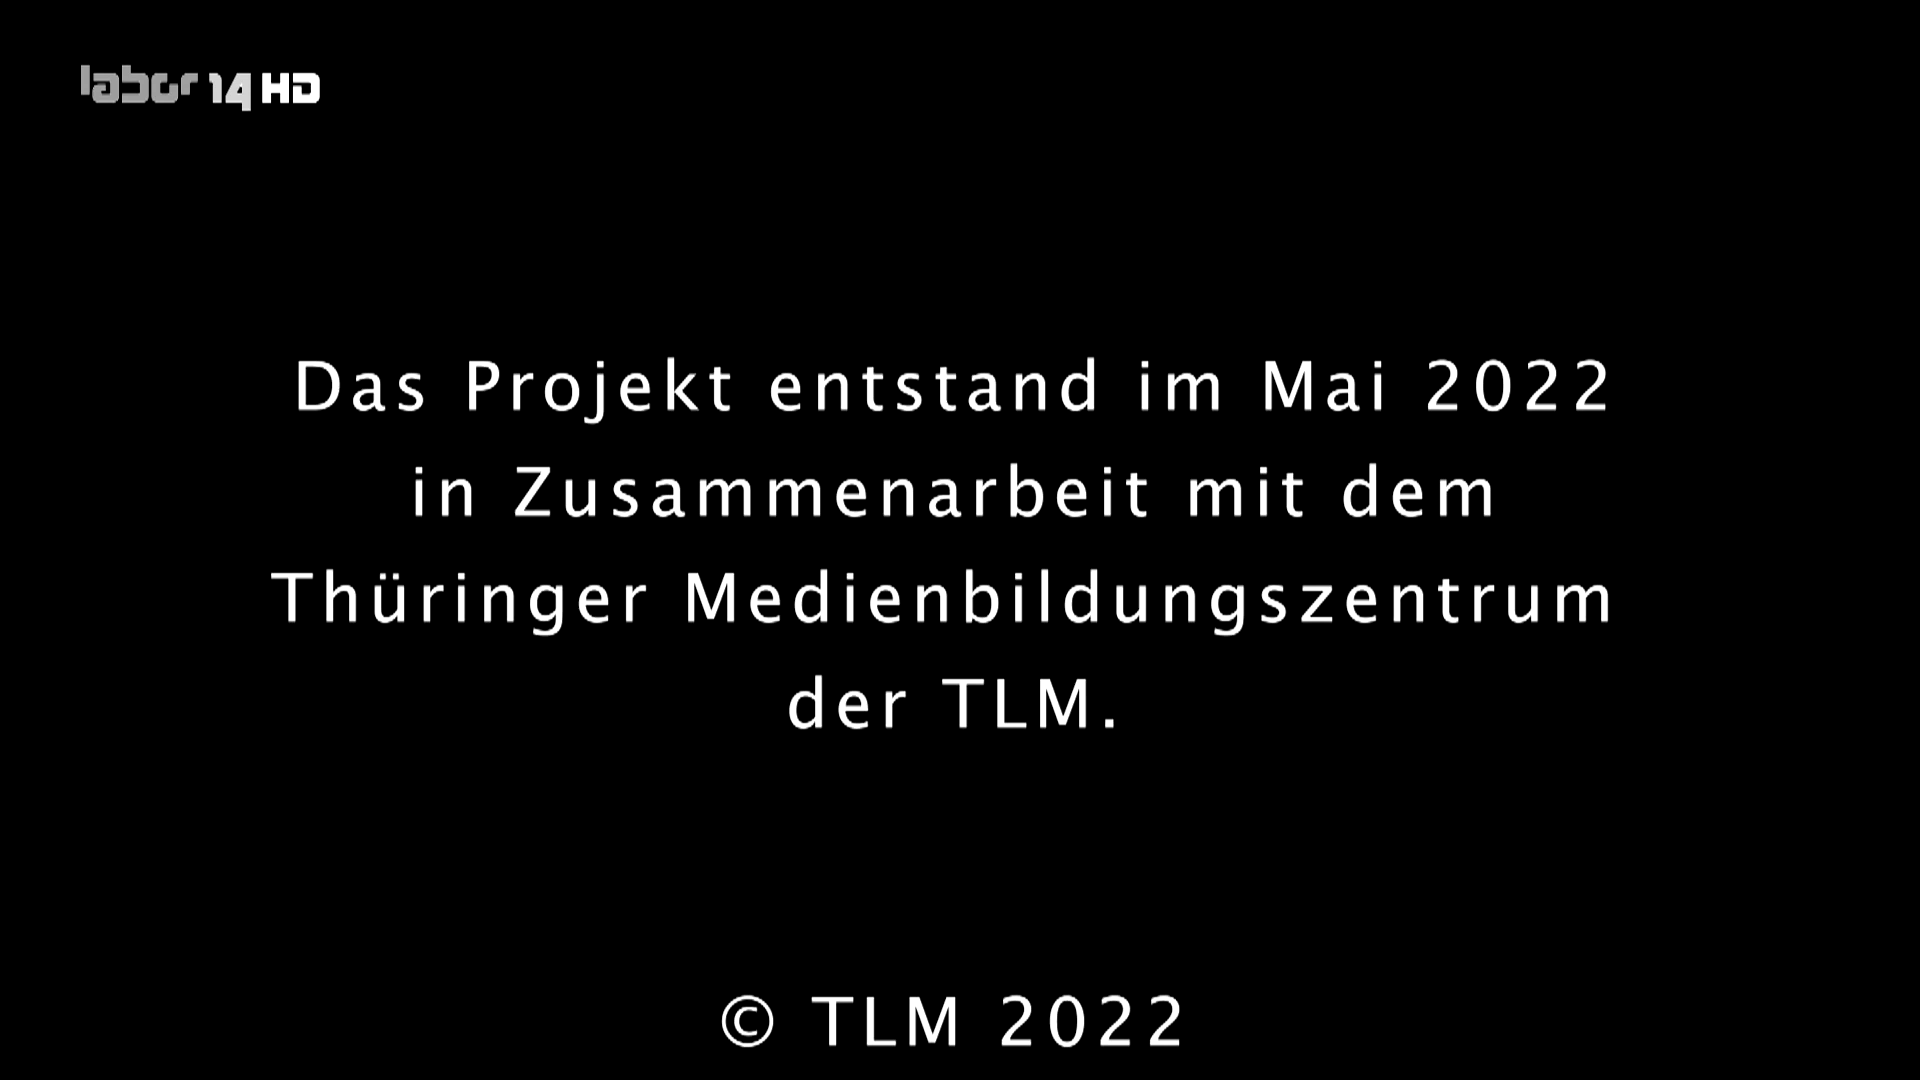 labor 14 HD
Das Projekt entstand im Mai 2022
in Zusammenarbeit mit dem
Thüringer Medienbildungszentrum
der TLM.
© TLM 2022